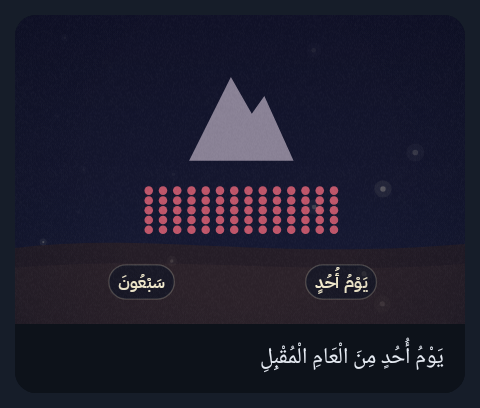 يَوْمُ أُحُدٍ
سَبْعُونَ
يَوْمُ أُحُدٍ مِنَ الْعَامِ الْمُقْبِلِ